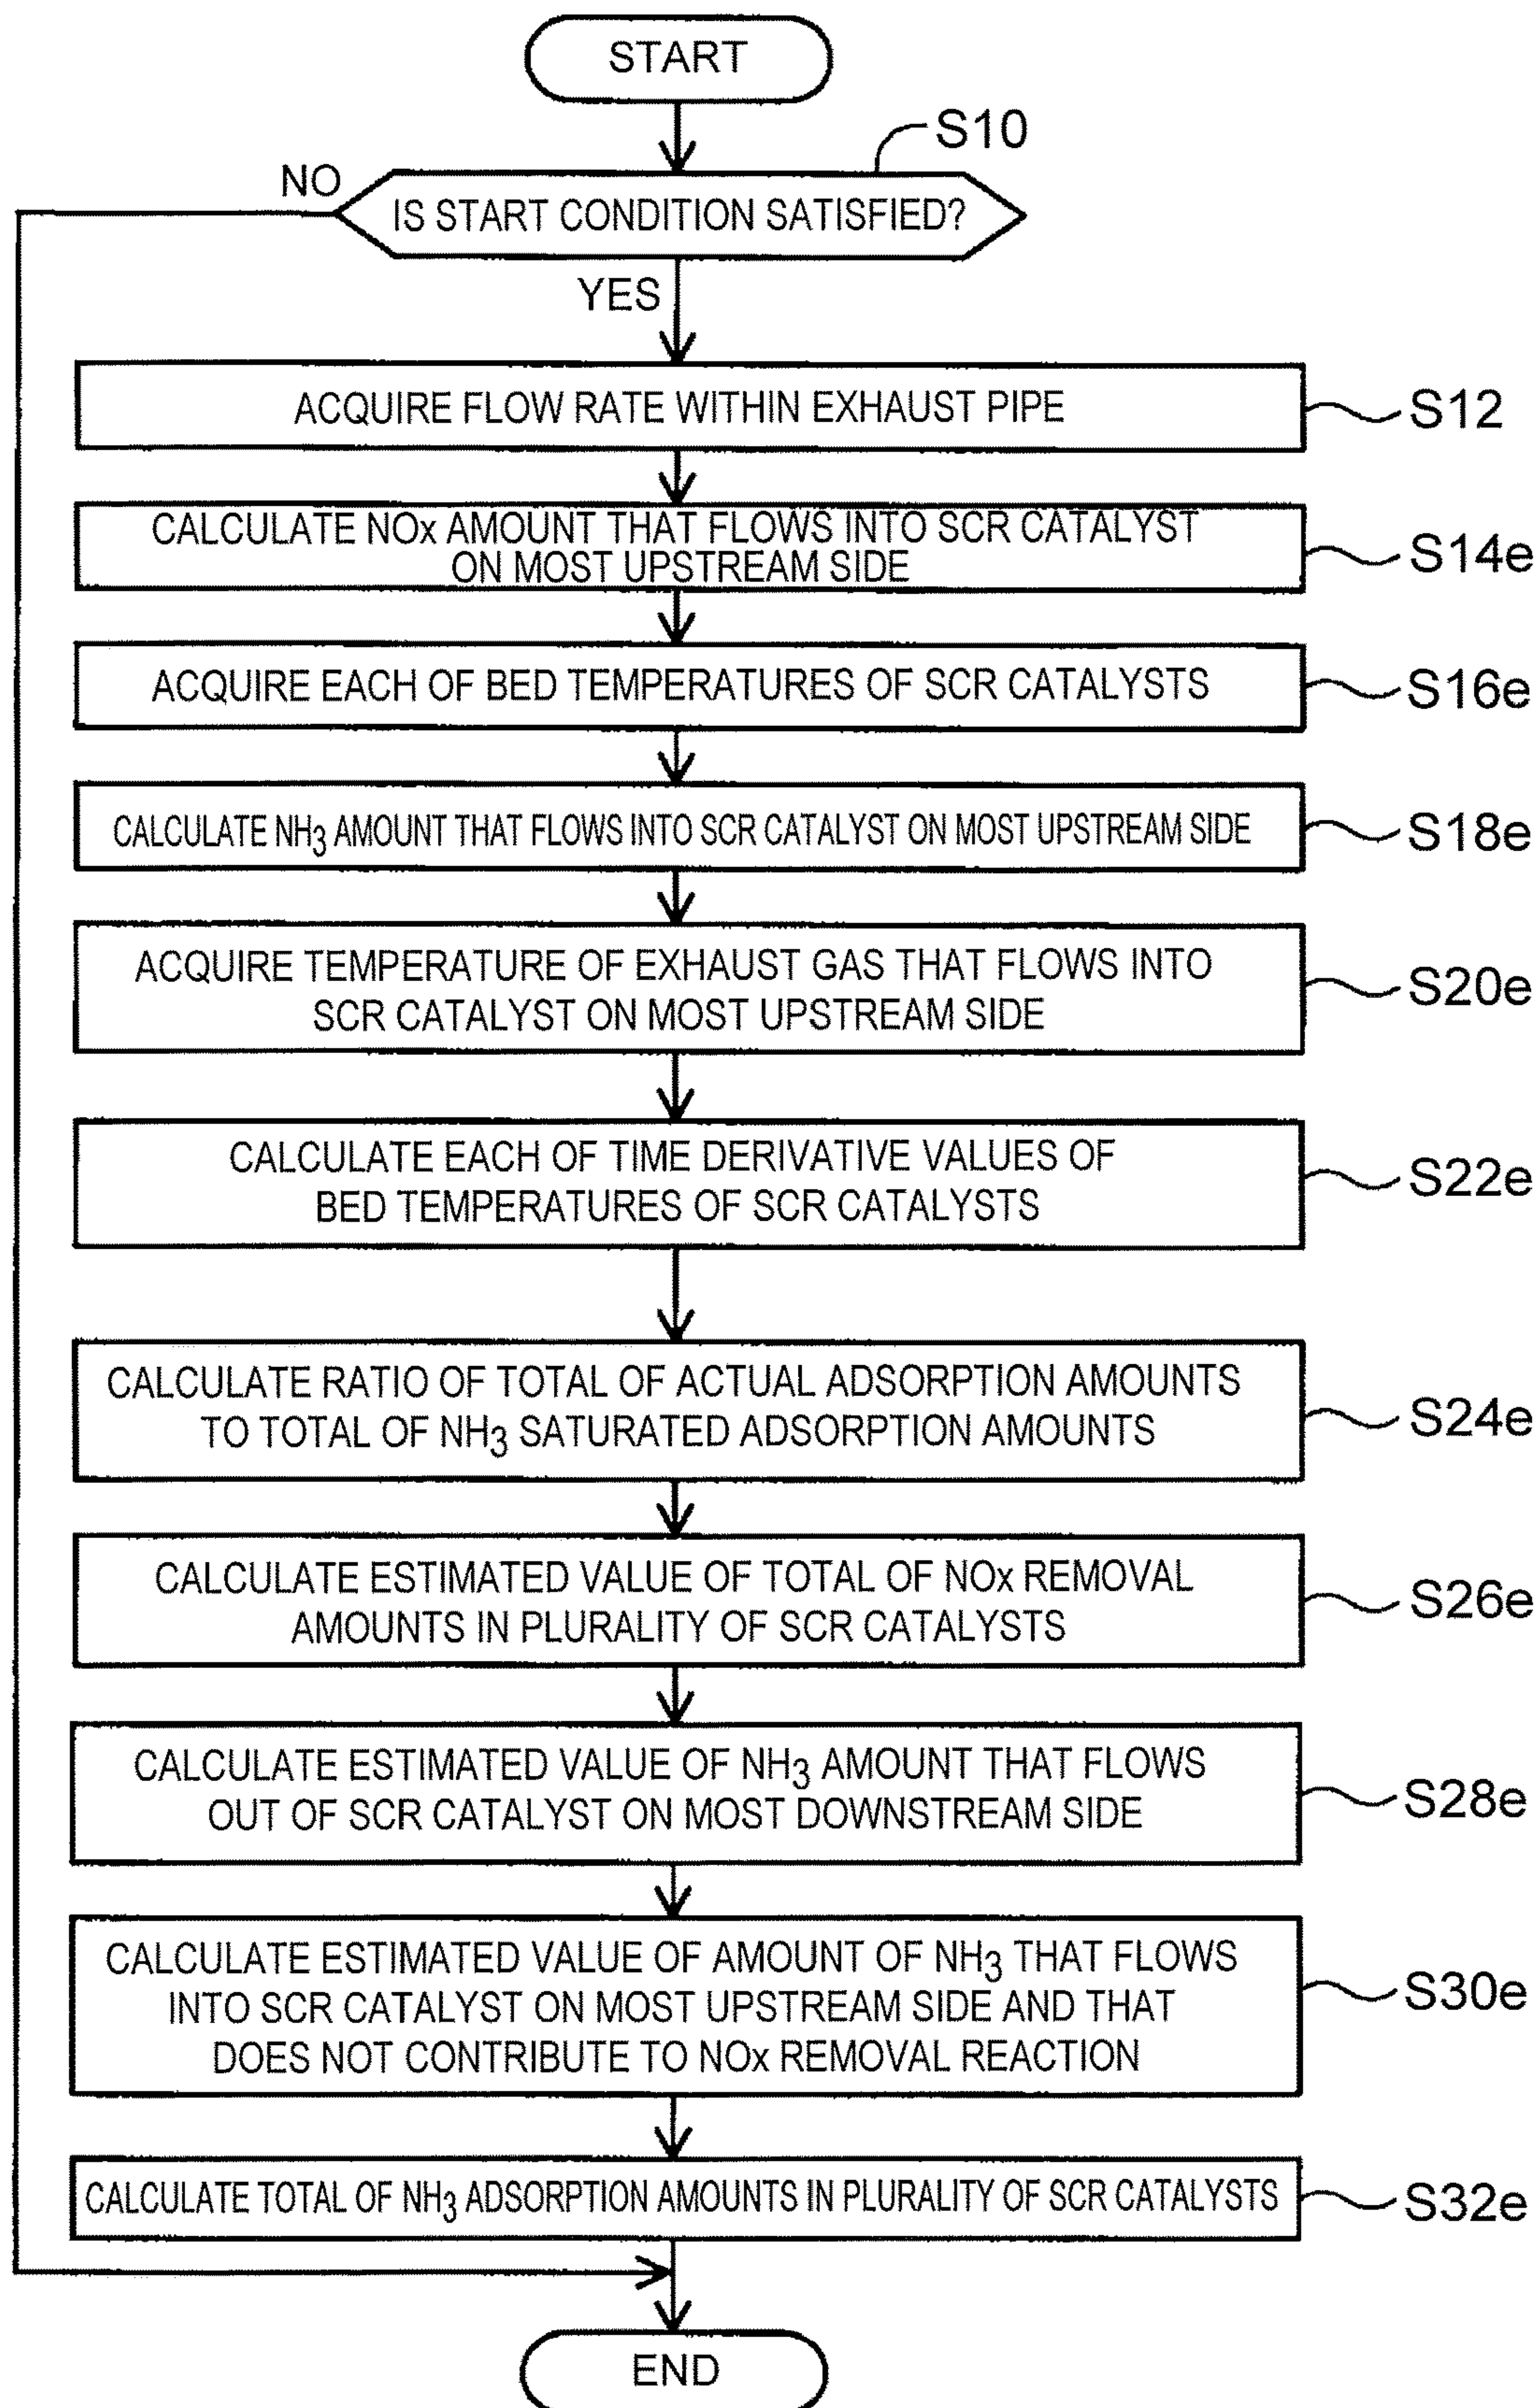 START
S10
NO
IS START CONDITION SATISFIED?
YES
ACQUIRE FLOW RATE WITHIN EXHAUST PIPE
S12
CALCULATE NOx AMOUNT THAT FLOWS INTO SCR CATALYST
ON MOST UPSTREAM SIDE
S14e
ACQUIRE EACH OF BED TEMPERATURES OF SCR CATALYSTS
S16e
CALCULATE NH3 AMOUNT THAT FLOWS INTO SCR CATALYST ON MOST UPSTREAM SIDE
S18e
ACQUIRE TEMPERATURE OF EXHAUST GAS THAT FLOWS INTO
SCR CATALYST ON MOST UPSTREAM SIDE
S20e
CALCULATE EACH OF TIME DERIVATIVE VALUES OF
BED TEMPERATURES OF SCR CATALYSTS
S22e
CALCULATE RATIO OF TOTAL OF ACTUAL ADSORPTION AMOUNTS
TO TOTAL OF NH3 SATURATED ADSORPTION AMOUNTS
S24e
CALCULATE ESTIMATED VALUE OF TOTAL OF NOx REMOVAL
AMOUNTS IN PLURALITY OF SCR CATALYSTS
S26e
CALCULATE ESTIMATED VALUE OF NH3 AMOUNT THAT FLOWS
OUT OF SCR CATALYST ON MOST DOWNSTREAM SIDE
S28e
CALCULATE ESTIMATED VALUE OF AMOUNT OF NH3 THAT FLOWS
INTO SCR CATALYST ON MOST UPSTREAM SIDE AND THAT
DOES NOT CONTRIBUTE TO NOx REMOVAL REACTION
S30e
CALCULATE TOTAL OF NH3 ADSORPTION AMOUNTS IN PLURALITY OF SCR CATALYSTS
S32e
END